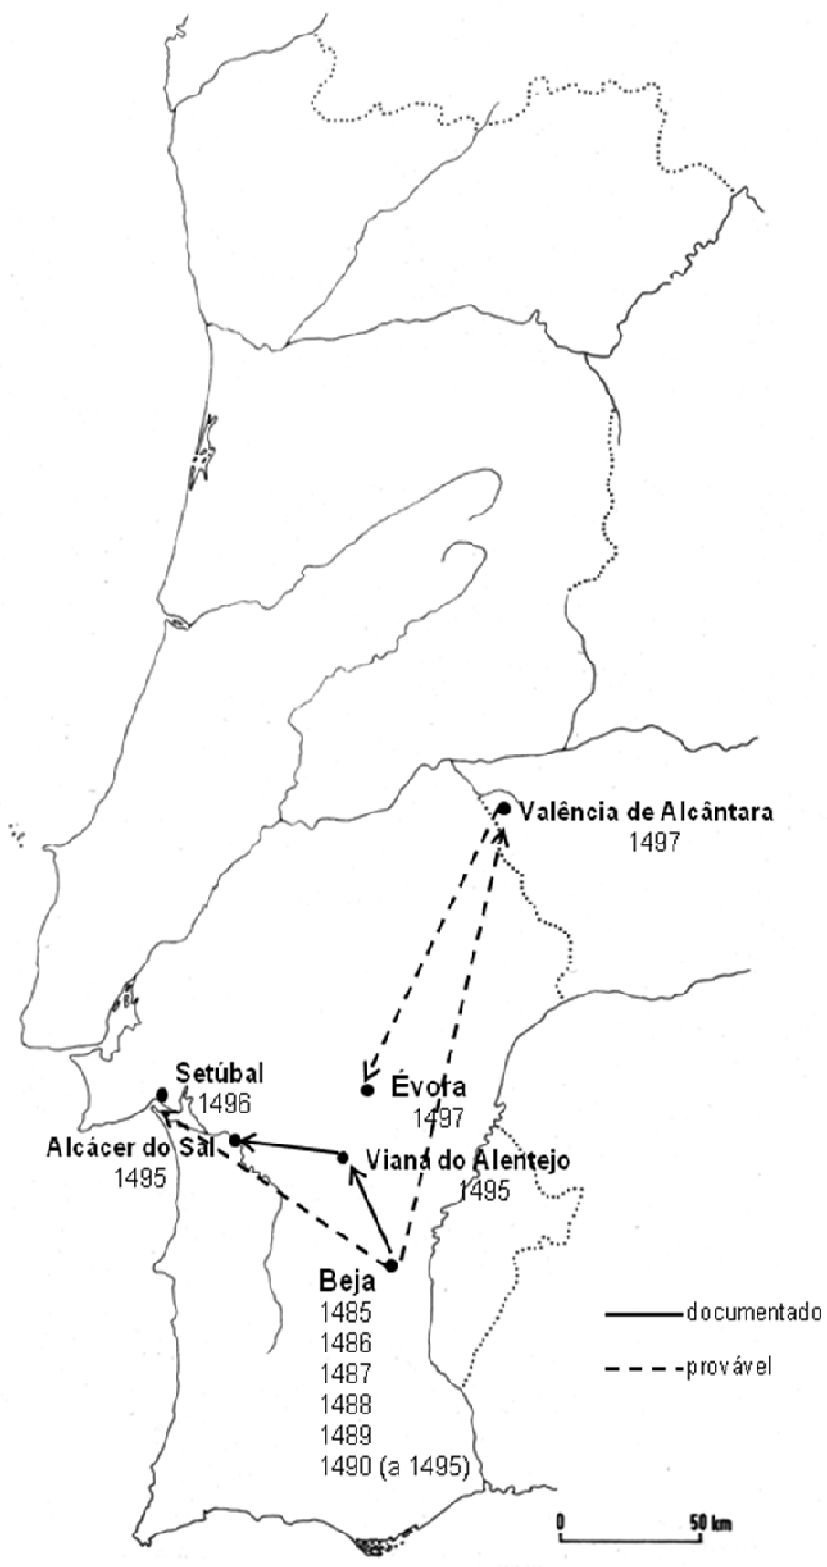 Valência de Alcântara
1497
Setúbal
1496
Évora
1497
Alcácer do Sal
1495
Viana do Alentejo
1495
Beja
1485
1486
1487
1488
1489
1490 (a 1495)
documentado
provável
0 50 km